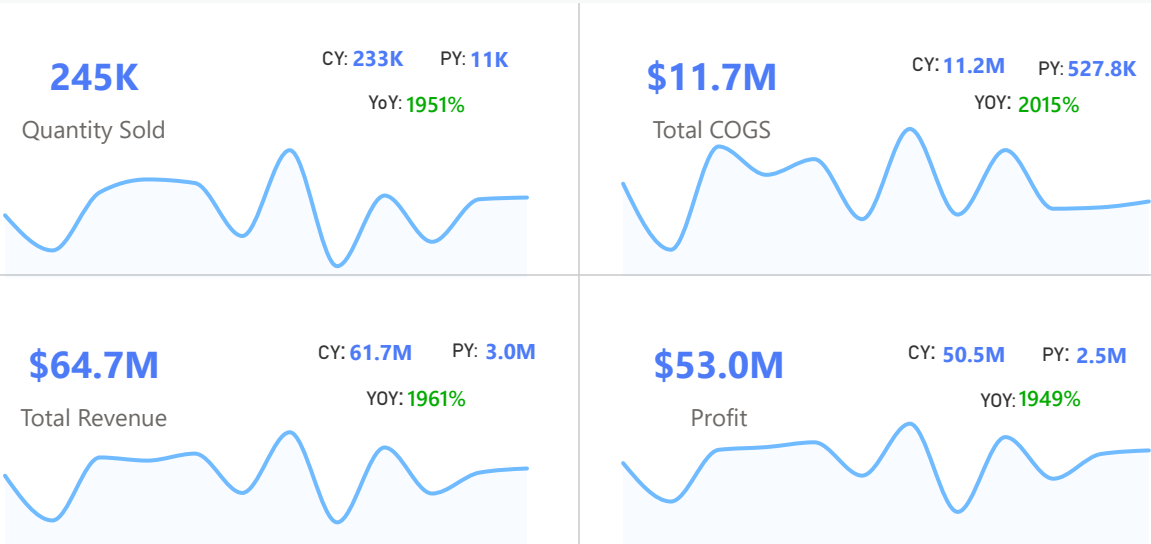 245K
CY: 233K PY: 11K
YoY: 1951%
Quantity Sold
$11.7M
CY: 11.2M PY: 527.8K
YOY: 2015%
Total COGS
$64.7M
CY: 61.7M PY: 3.0M
YOY: 1961%
Total Revenue
$53.0M
CY: 50.5M PY: 2.5M
YOY: 1949%
Profit